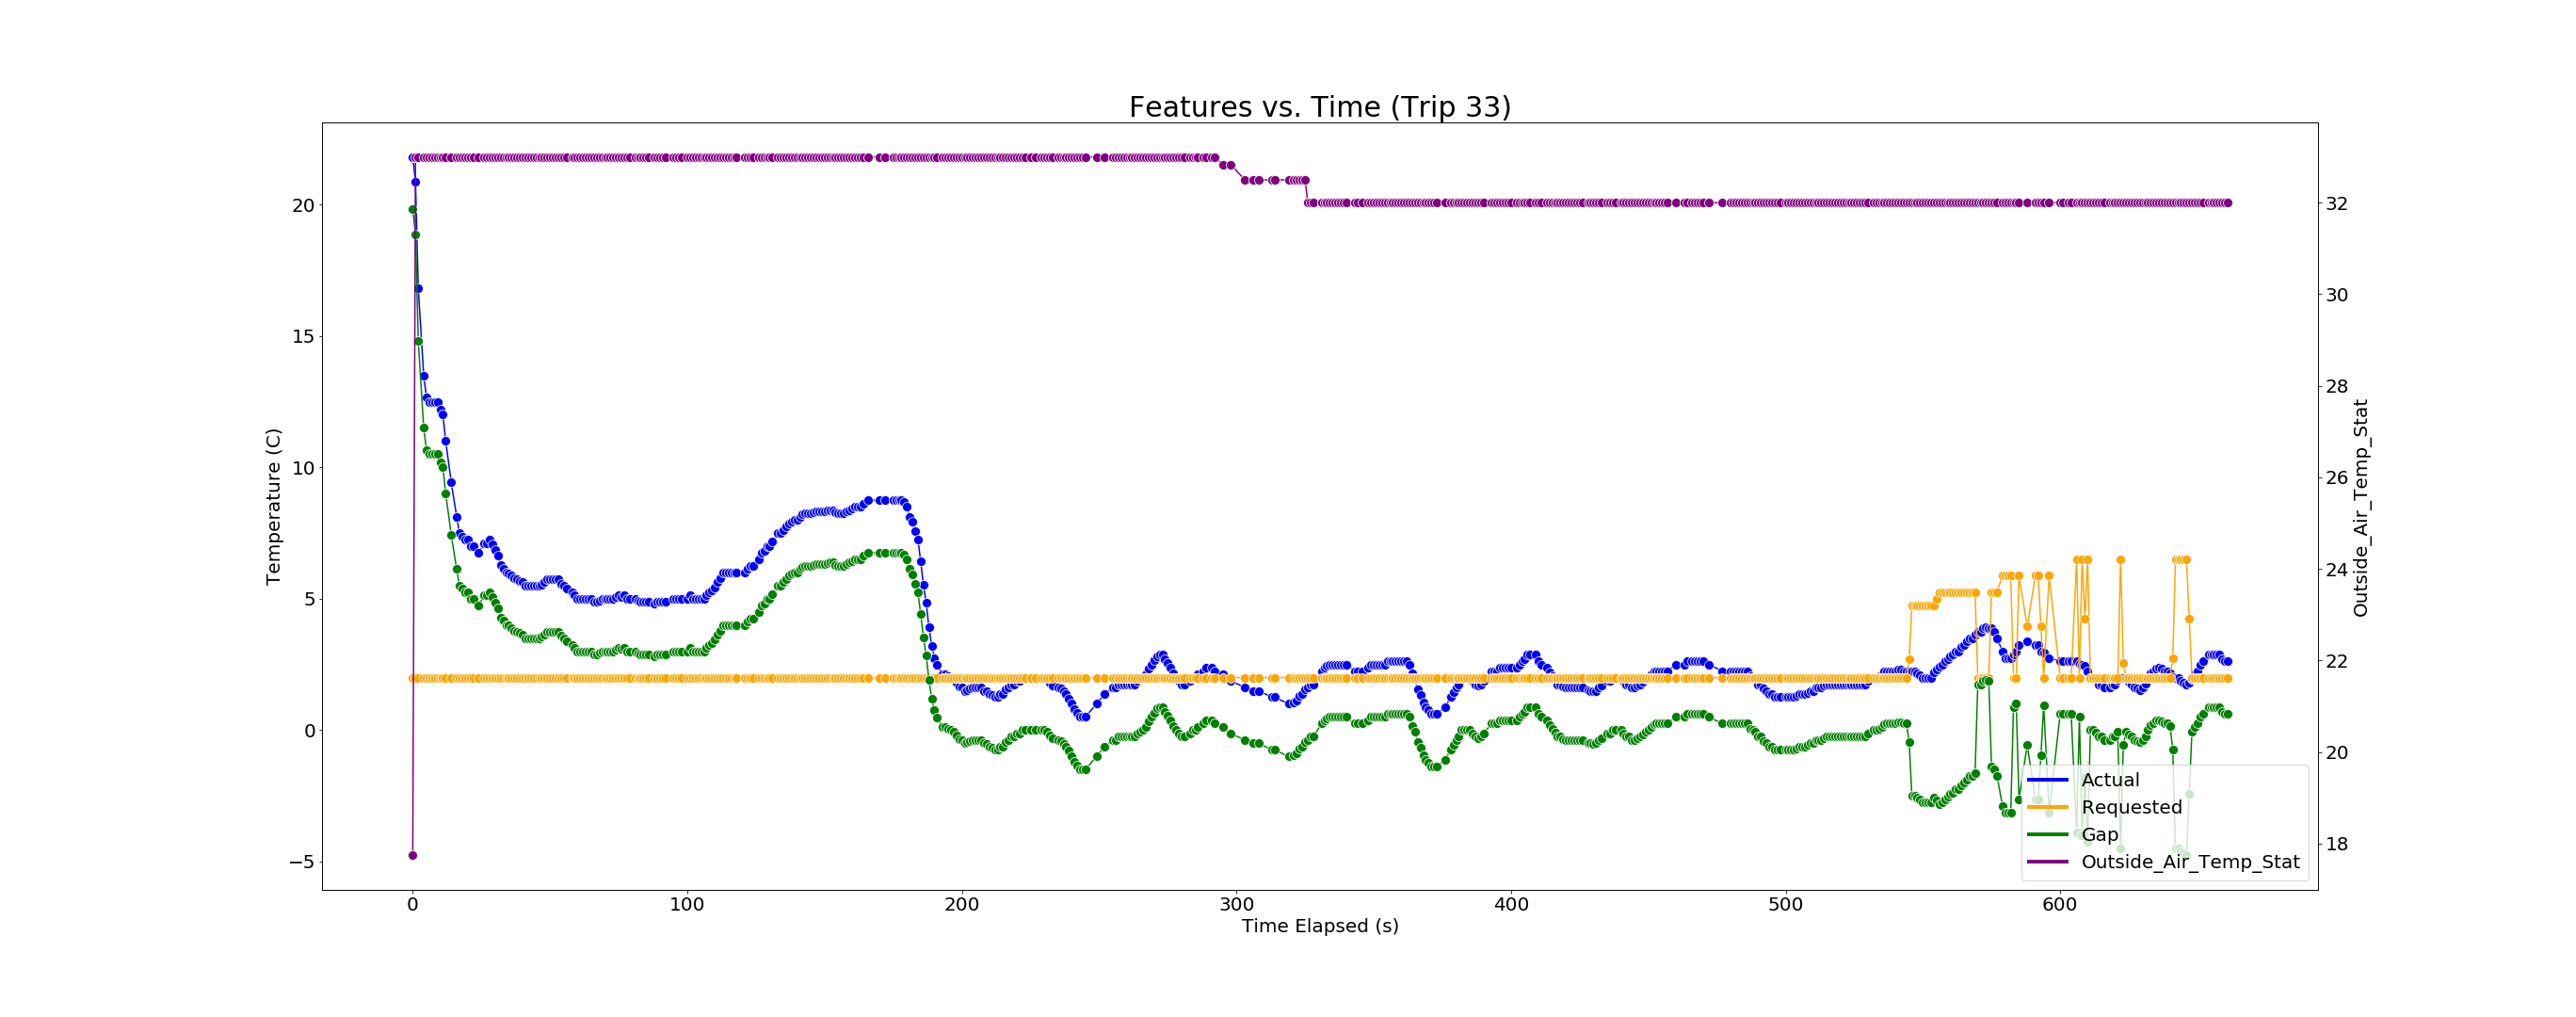 Features vs. Time (Trip 33)
Temperature (C)
20
15
10
5
0
−5
32
30
28
26
24
22
20
18
Outside_Air_Temp_Stat
Actual
Requested
Gap
Outside_Air_Temp_Stat
0 100 200 300 400 500 600
Time Elapsed (s)